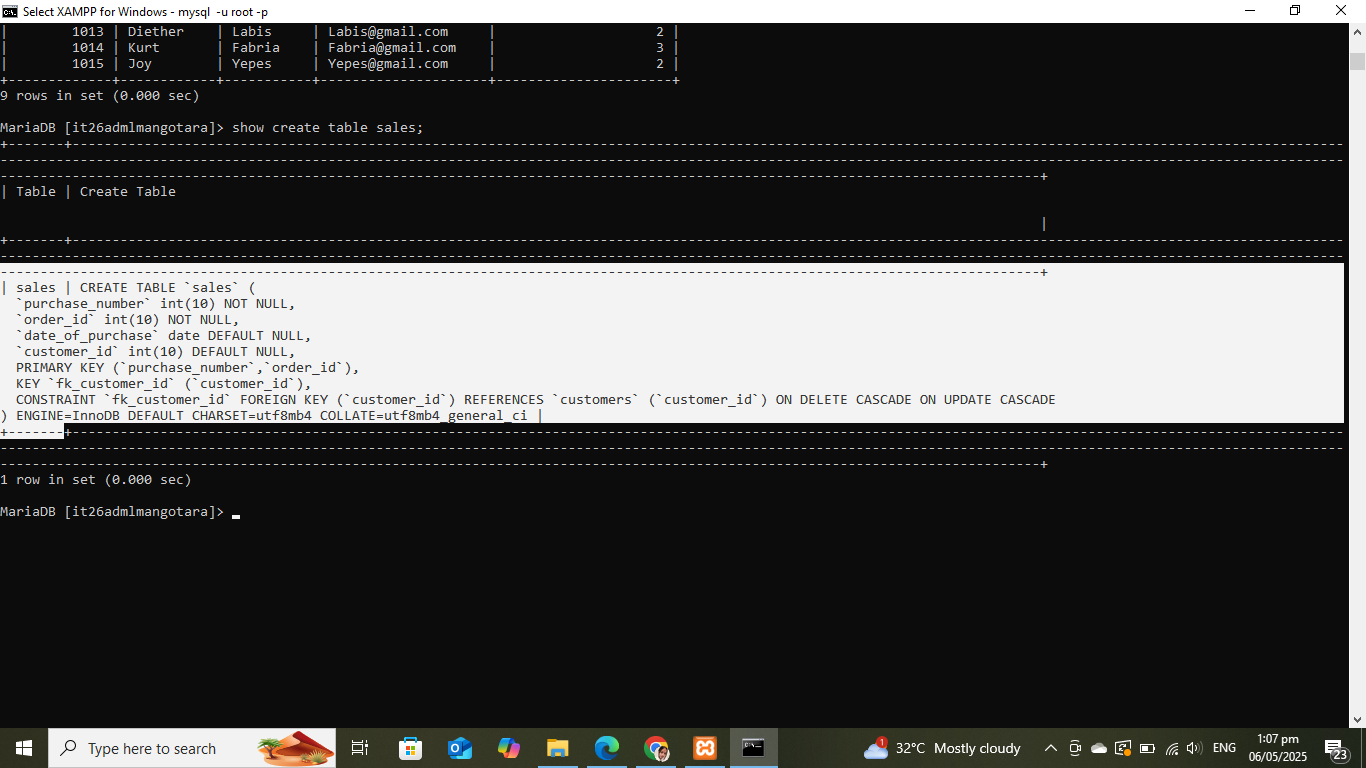 Select XAMPP for Windows - mysql  -u root -p
|        1013 | Diether    | Labis     | Labis@gmail.com     |                    2 |
|        1014 | Kurt       | Fabria    | Fabria@gmail.com    |                    3 |
|        1015 | Joy        | Yepes     | Yepes@gmail.com     |                    2 |
9 rows in set (0.000 sec)
MariaDB [it26admlmangotara]> show create table sales;
| Table | Create Table
|
| sales | CREATE TABLE `sales` (
  `purchase_number` int(10) NOT NULL,
  `order_id` int(10) NOT NULL,
  `date_of_purchase` date DEFAULT NULL,
  `customer_id` int(10) DEFAULT NULL,
  PRIMARY KEY (`purchase_number`,`order_id`),
  KEY `fk_customer_id` (`customer_id`),
  CONSTRAINT `fk_customer_id` FOREIGN KEY (`customer_id`) REFERENCES `customers` (`customer_id`) ON DELETE CASCADE ON UPDATE CASCADE
) ENGINE=InnoDB DEFAULT CHARSET=utf8mb4 COLLATE=utf8mb4_general_ci |
1 row in set (0.000 sec)
MariaDB [it26admlmangotara]> _
Type here to search
1
32°C  Mostly cloudy
ENG
1:07 pm
06/05/2025
23